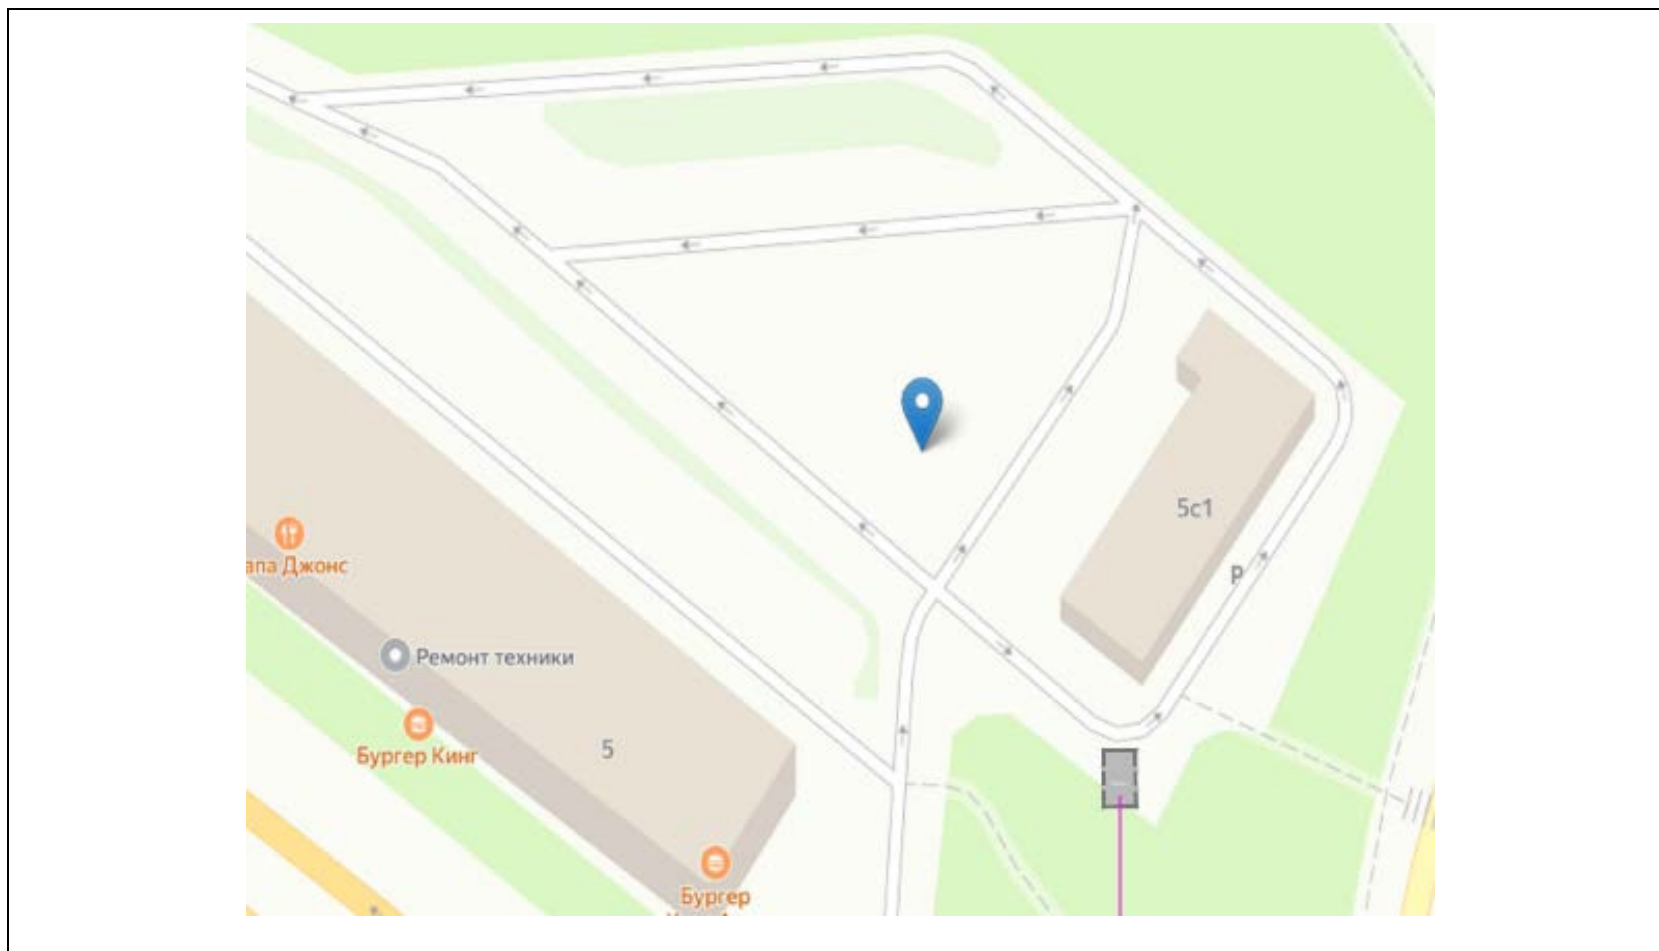 5с1
Р
апа Джонс
Ремонт техники
Бургер Кинг
5
Бургер